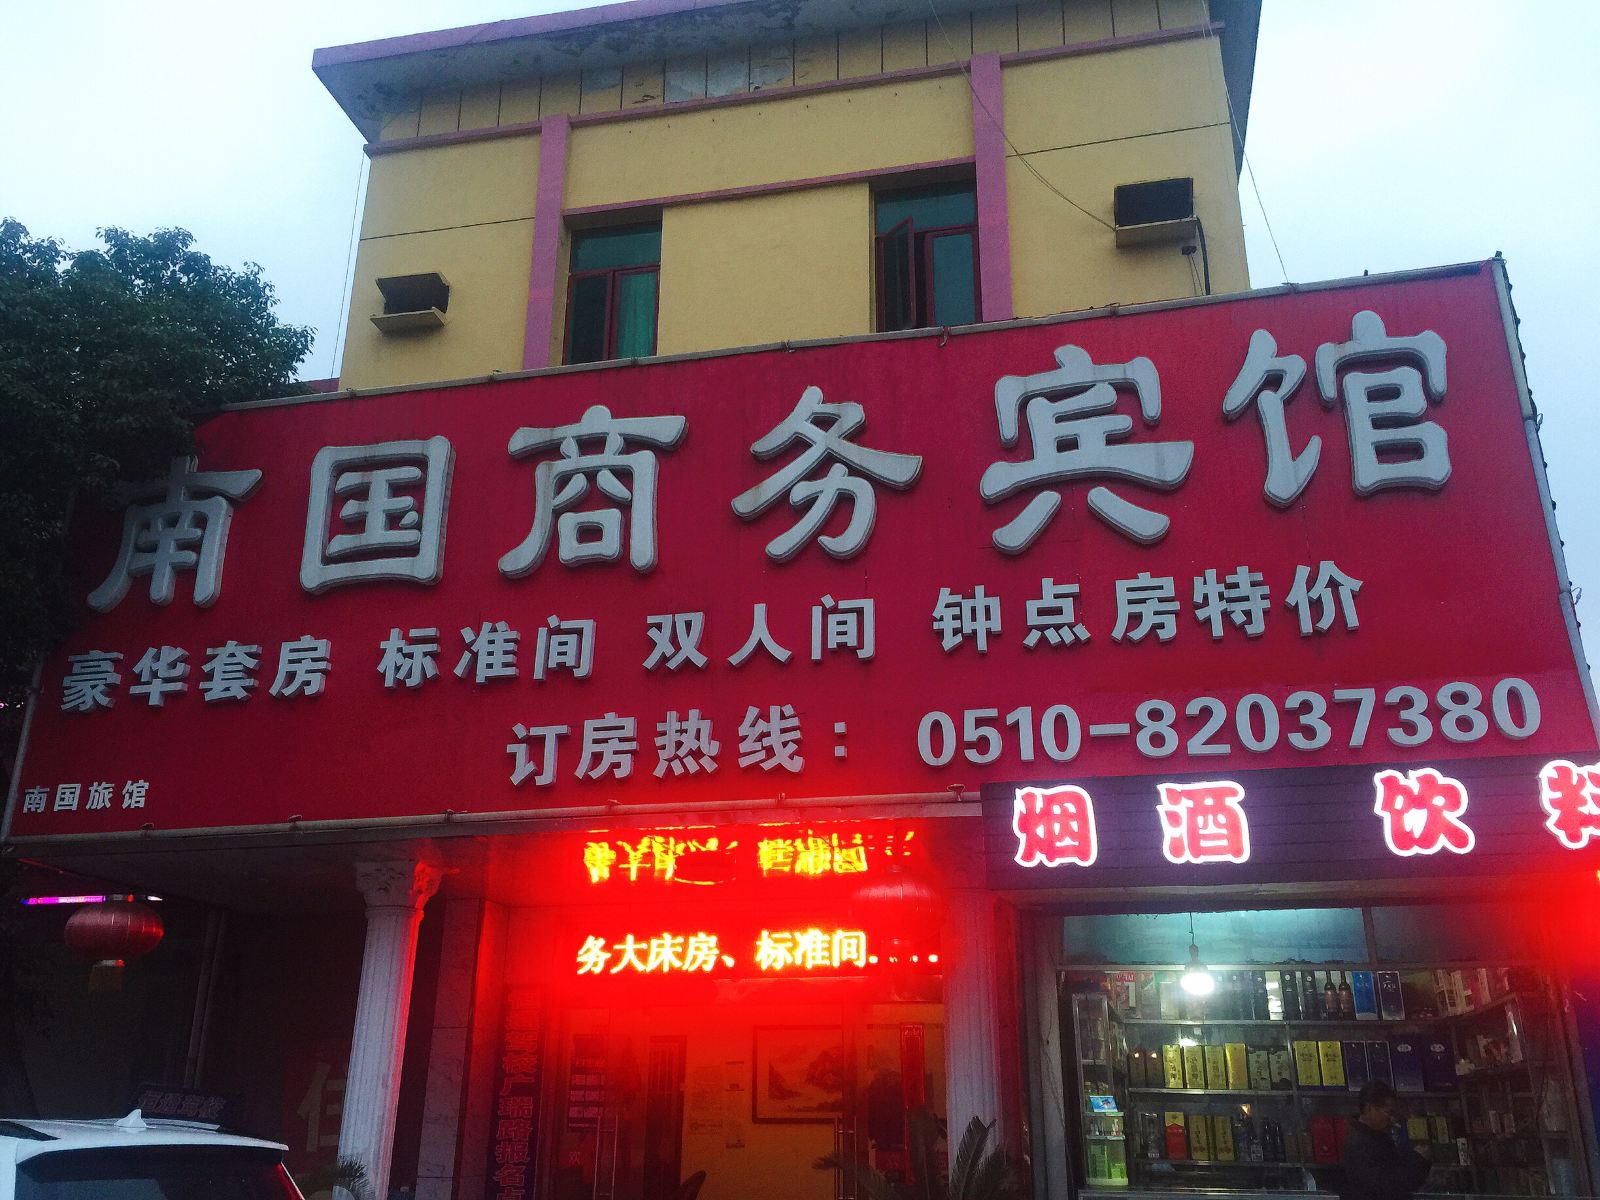 南国商务宾馆
豪华套房 标准间 双人间 钟点房特价
订房热线：0510-82037380
南国旅馆
烟酒饮料
务大床房、标准间.....